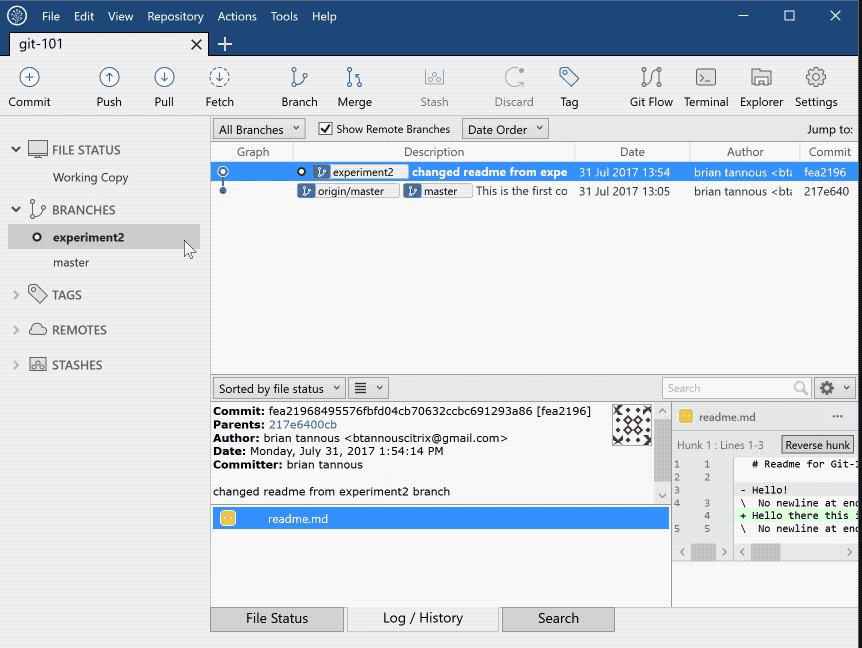 File Edit View Repository Actions Tools Help
git-101
Commit Push Pull Fetch Branch Merge Stash Discard Tag Git Flow Terminal Explorer Settings
All Branches Show Remote Branches Date Order Jump to:
FILE STATUS
Working Copy
BRANCHES
experiment2
master
TAGS
REMOTES
STASHES
Graph Description Date Author Commit
experiment2 changed readme from expe 31 Jul 2017 13:54 brian tannous <bta fea2196
origin/master master This is the first co 31 Jul 2017 13:05 brian tannous <bta 217e640
Sorted by file status Search
Commit: fea21968495576fbfd04cb70632ccbc691293a86 [fea2196]
Parents: 217e6400cb
Author: brian tannous <btannouscitrix@gmail.com>
Date: Monday, July 31, 2017 1:54:14 PM
Committer: brian tannous
changed readme from experiment2 branch
readme.md
readme.md ...
Hunk 1 : Lines 1-3 Reverse hunk
1 1 # Readme for Git-1
2 2
3 - Hello!
4 3 \ No newline at end
4 + Hello there this i
5 5 \ No newline at end
File Status Log / History Search